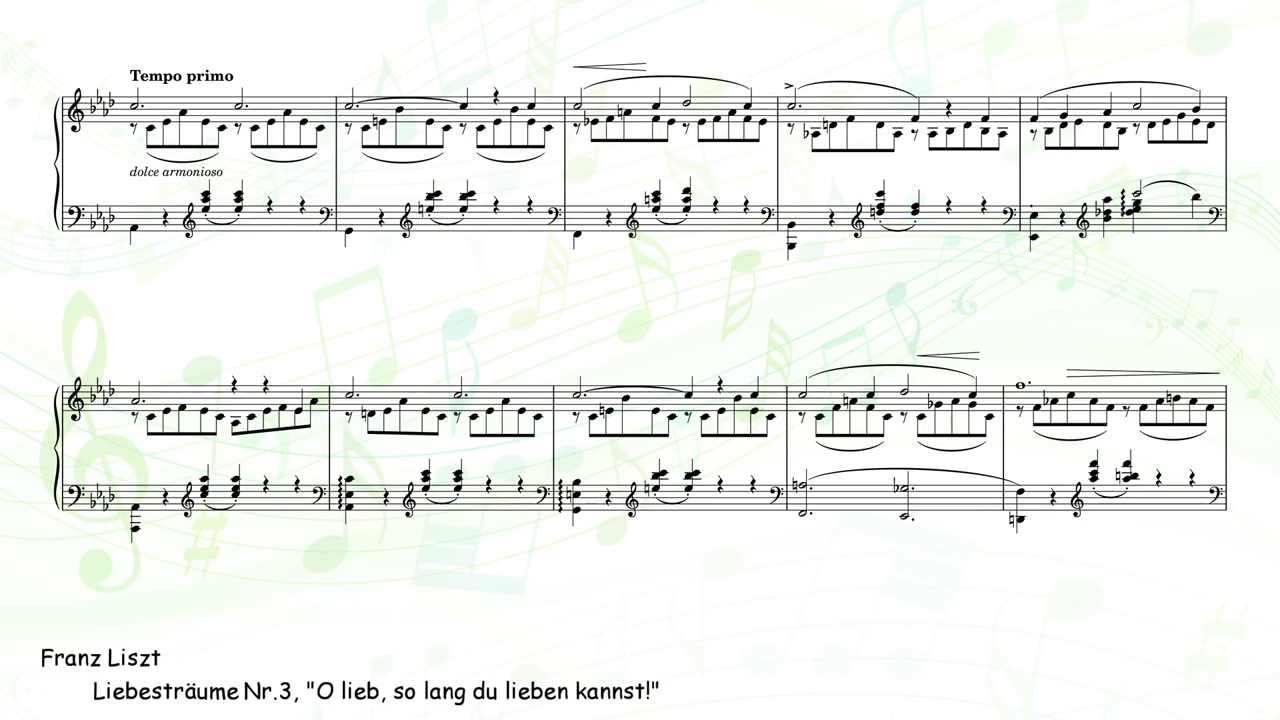 Tempo primo
dolce armonioso
Franz Liszt
Liebesträume Nr.3, "O lieb, so lang du lieben kannst!"